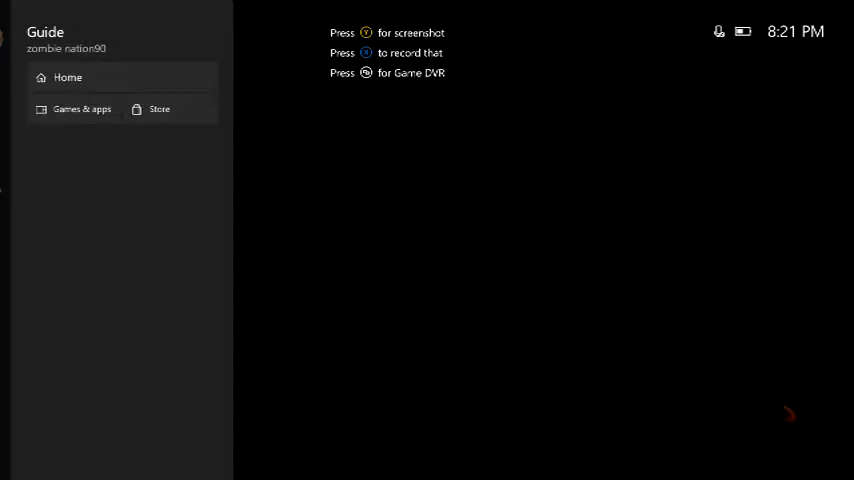 Guide
zombie nation90
Home
Games & apps
Store
Press Y for screenshot
Press X to record that
Press for Game DVR
8:21 PM